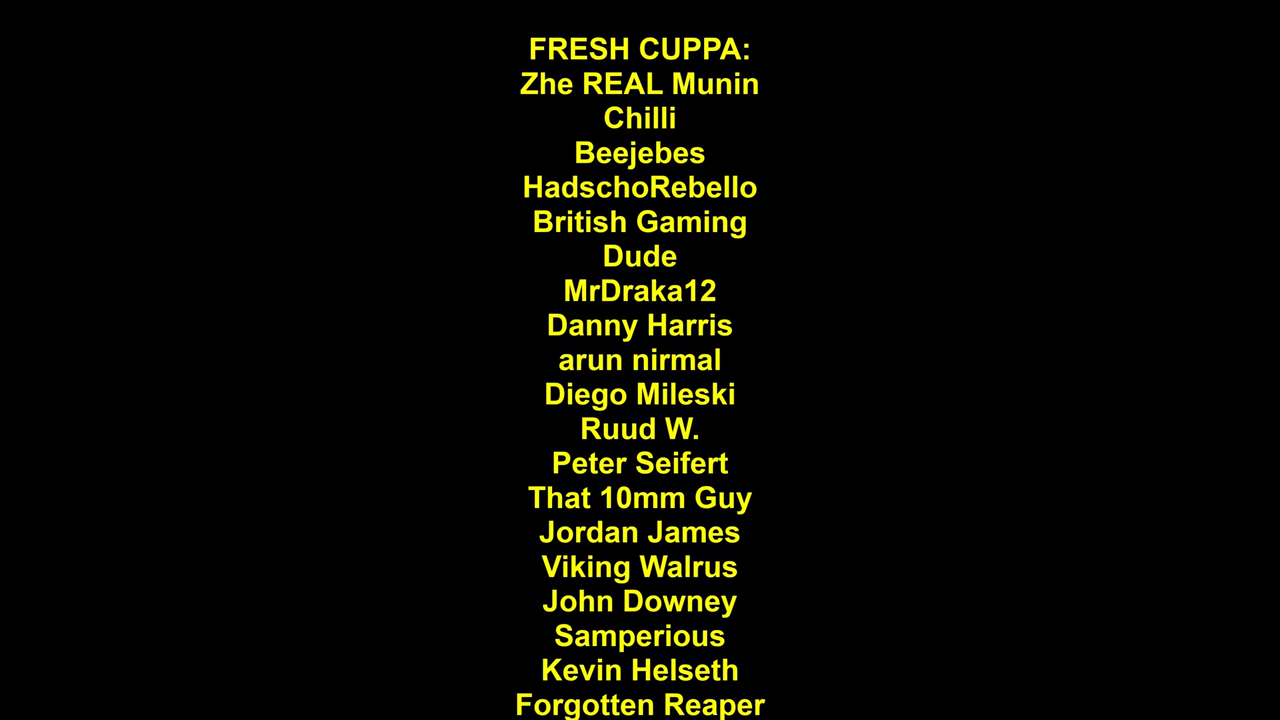 FRESH CUPPA:
Zhe REAL Munin
Chilli
Beejebes
HadschoRebello
British Gaming
Dude
MrDraka12
Danny Harris
arun nirmal
Diego Mileski
Ruud W.
Peter Seifert
That 10mm Guy
Jordan James
Viking Walrus
John Downey
Samperious
Kevin Helseth
Forgotten Reaper